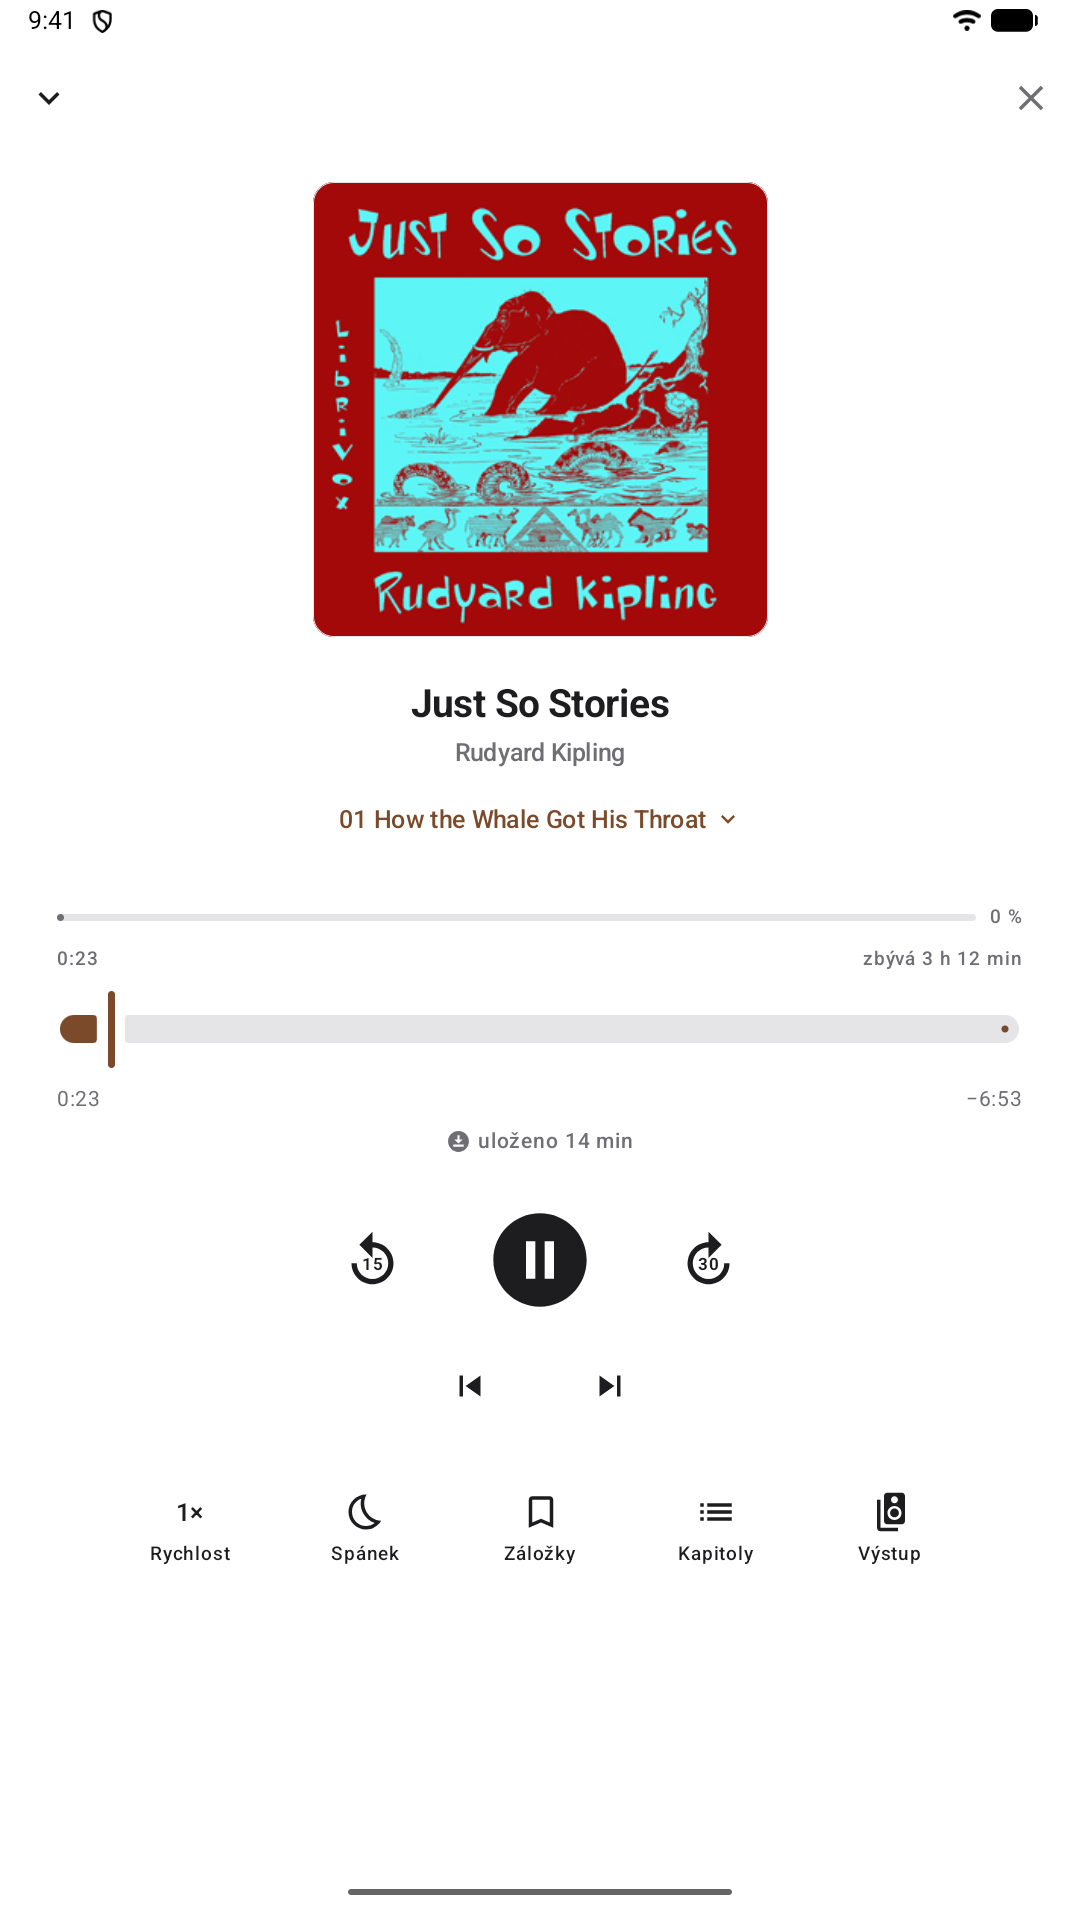 9:41
Just So Stories
LibriVox
Rudyard Kipling
Just So Stories
Rudyard Kipling
01 How the Whale Got His Throat
0 %
0:23
zbývá 3 h 12 min
0:23
−6:53
uloženo 14 min
15
30
1×
Rychlost
Spánek
Záložky
Kapitoly
Výstup